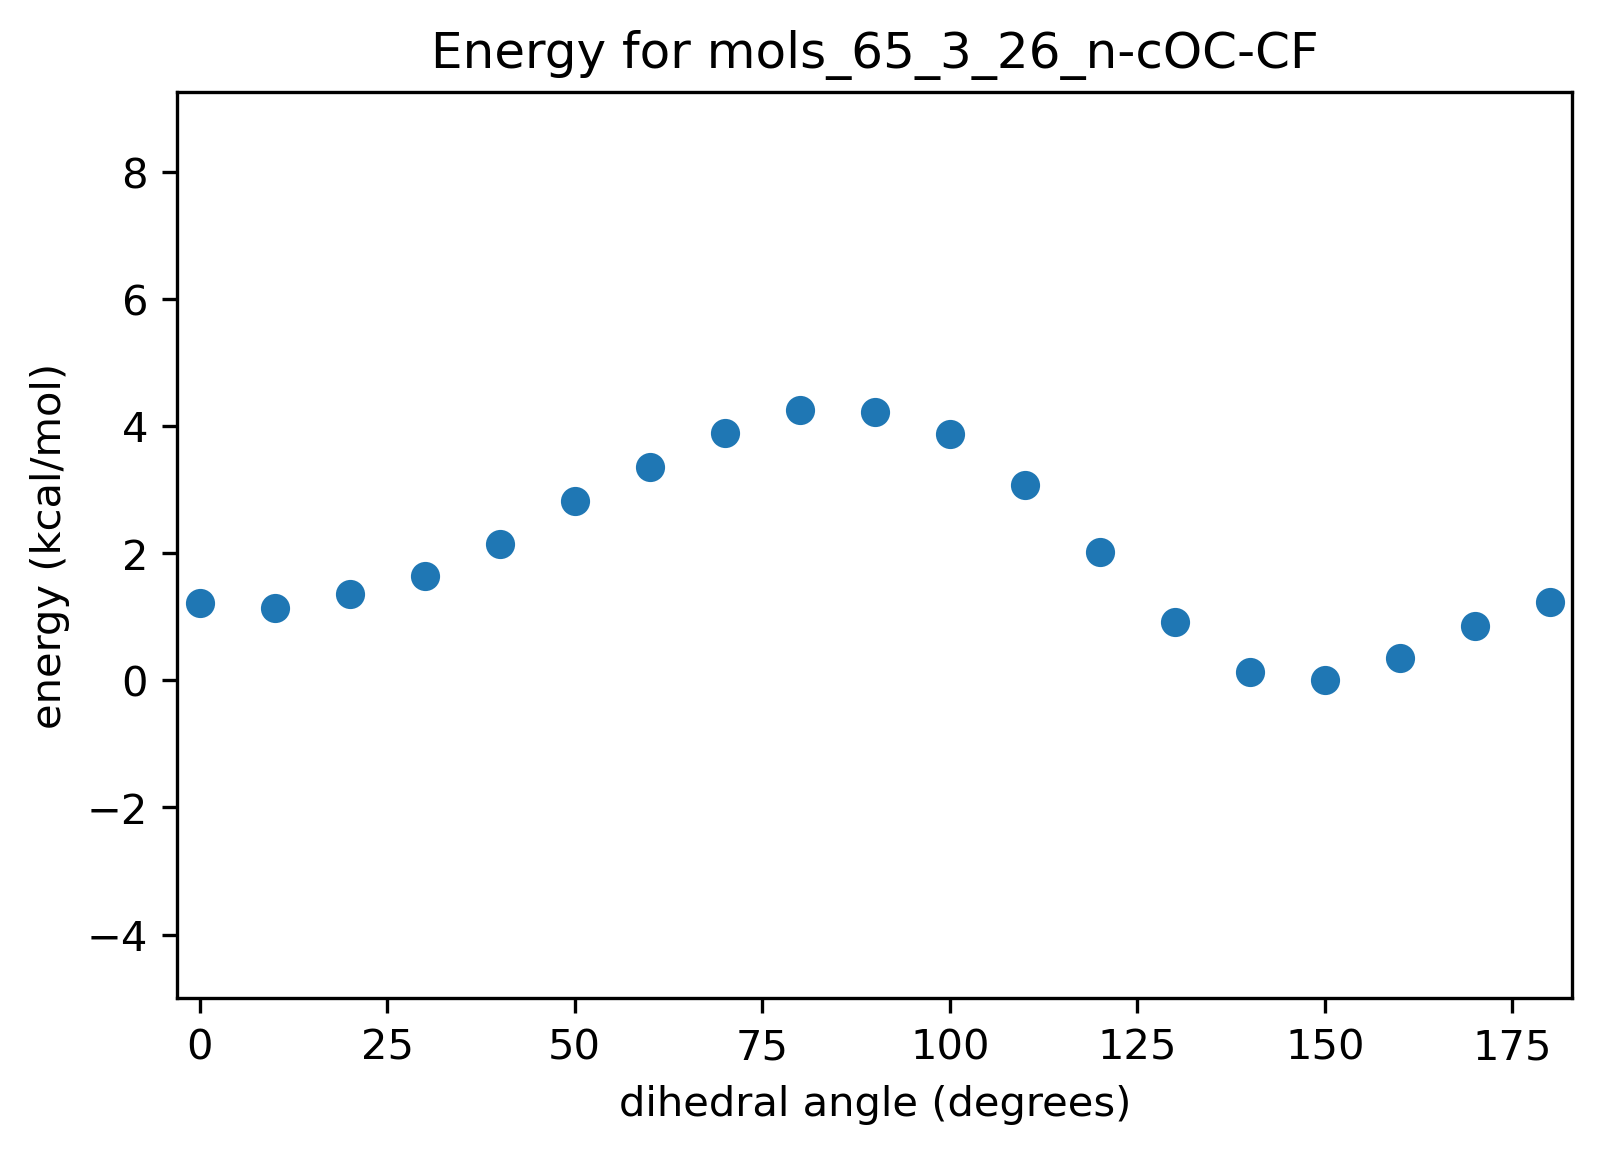 Energy for mols_65_3_26_n-cOC-CF
8
6
4
2
0
−2
−4
energy (kcal/mol)
0 25 50 75 100 125 150 175
dihedral angle (degrees)